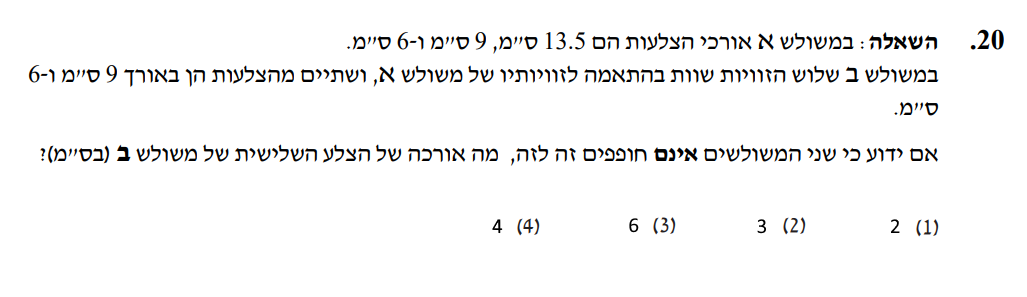 20. השאלה: במשולש א אורכי הצלעות הם 13.5 ס״מ, 9 ס״מ ו-6 ס״מ.
במשולש ב שלוש הזוויות שוות בהתאמה לזוויותיו של משולש א, ושתיים מהצלעות הן באורך 9 ס״מ ו-6
ס״מ.
אם ידוע כי שני המשולשים אינם חופפים זה לזה, מה אורכה של הצלע השלישית של משולש ב (בס״מ)?
(1) 2 (2) 3 (3) 6 (4) 4